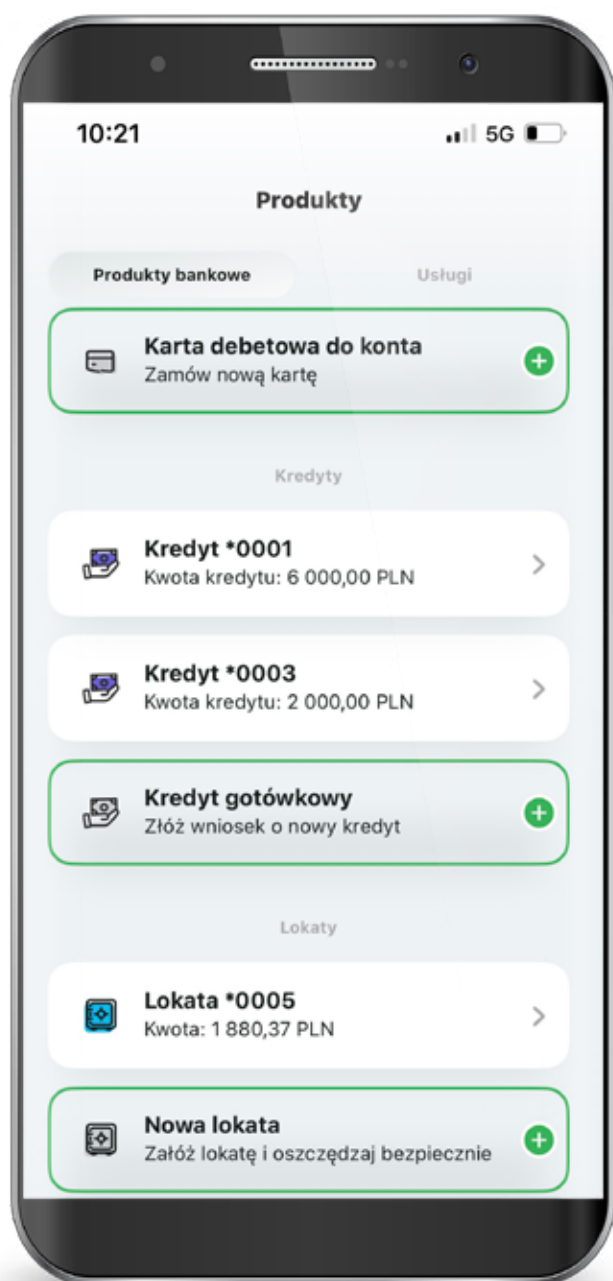 10:21
5G
Produkty
Produkty bankowe
Usługi
Karta debetowa do konta
Zamów nową kartę
Kredyty
Kredyt *0001
Kwota kredytu: 6 000,00 PLN
Kredyt *0003
Kwota kredytu: 2 000,00 PLN
Kredyt gotówkowy
Złóż wniosek o nowy kredyt
Lokaty
Lokata *0005
Kwota: 1 880,37 PLN
Nowa lokata
Załóż lokatę i oszczędzaj bezpiecznie